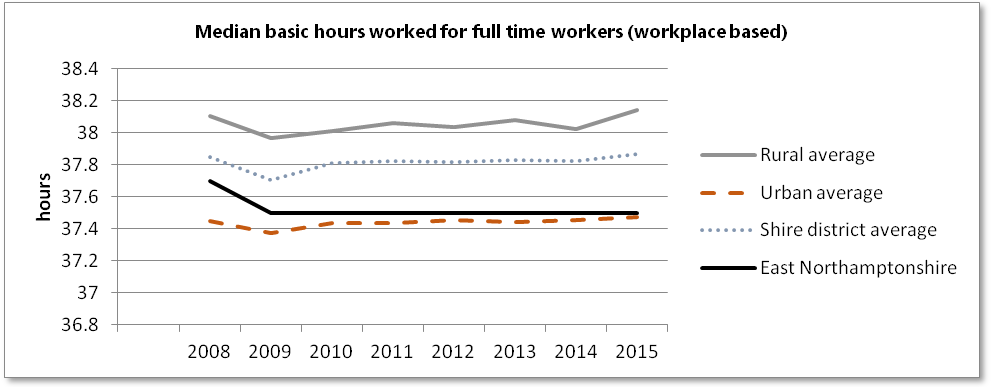 Median basic hours worked for full time workers (workplace based)
38.4
38.2
38
37.8
37.6
37.4
37.2
37
36.8
hours
2008 2009 2010 2011 2012 2013 2014 2015
Rural average
Urban average
Shire district average
East Northamptonshire